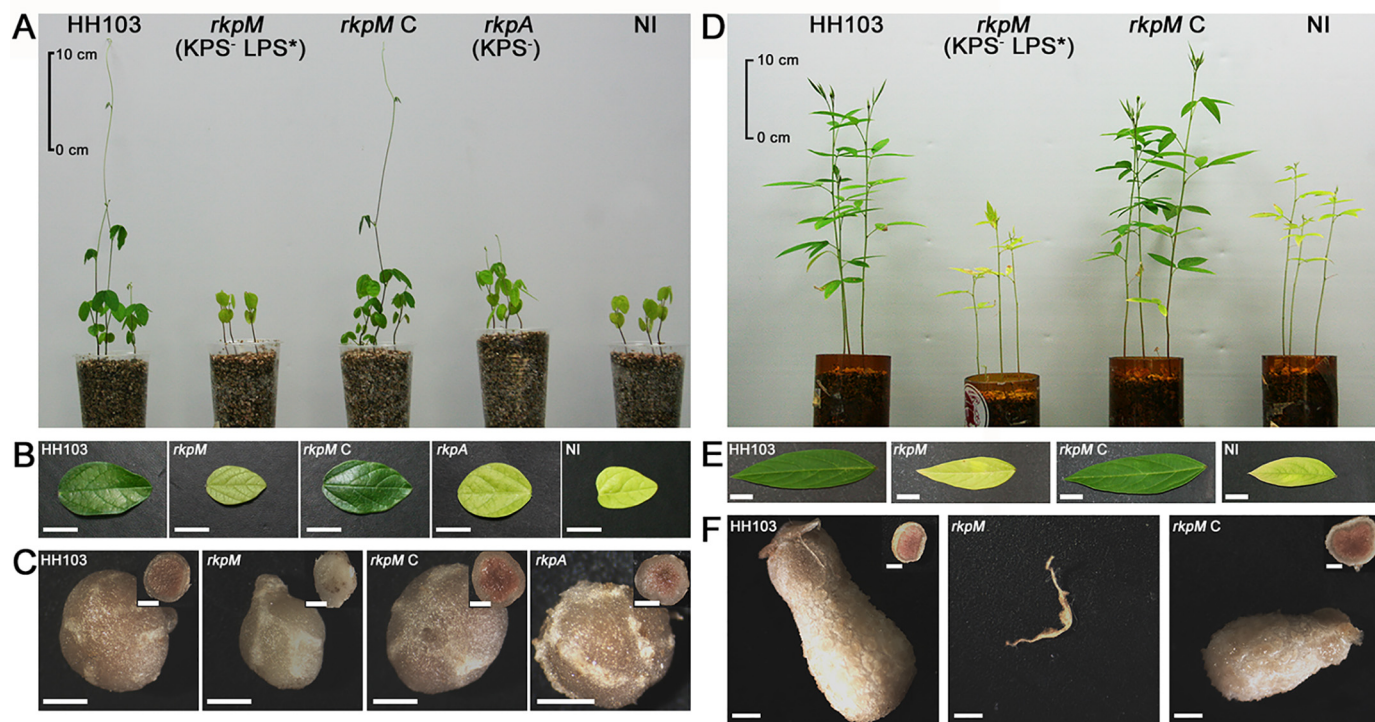 A
HH103
rkpM
(KPS⁻ LPS*)
rkpM C
rkpA
(KPS⁻)
NI
10 cm
0 cm
D
HH103
rkpM
(KPS⁻ LPS*)
rkpM C
NI
10 cm
0 cm
B
HH103
rkpM
rkpM C
rkpA
NI
E
HH103
rkpM
rkpM C
NI
C
HH103
rkpM
rkpM C
rkpA
F
HH103
rkpM
rkpM C